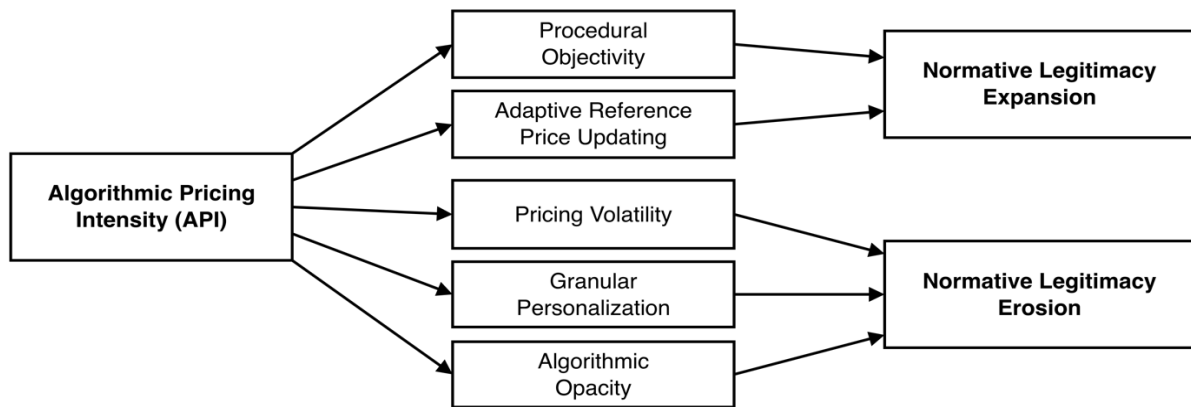 Procedural
Objectivity
Adaptive Reference
Price Updating
Algorithmic Pricing
Intensity (API)
Pricing Volatility
Granular
Personalization
Algorithmic
Opacity
Normative Legitimacy
Expansion
Normative Legitimacy
Erosion